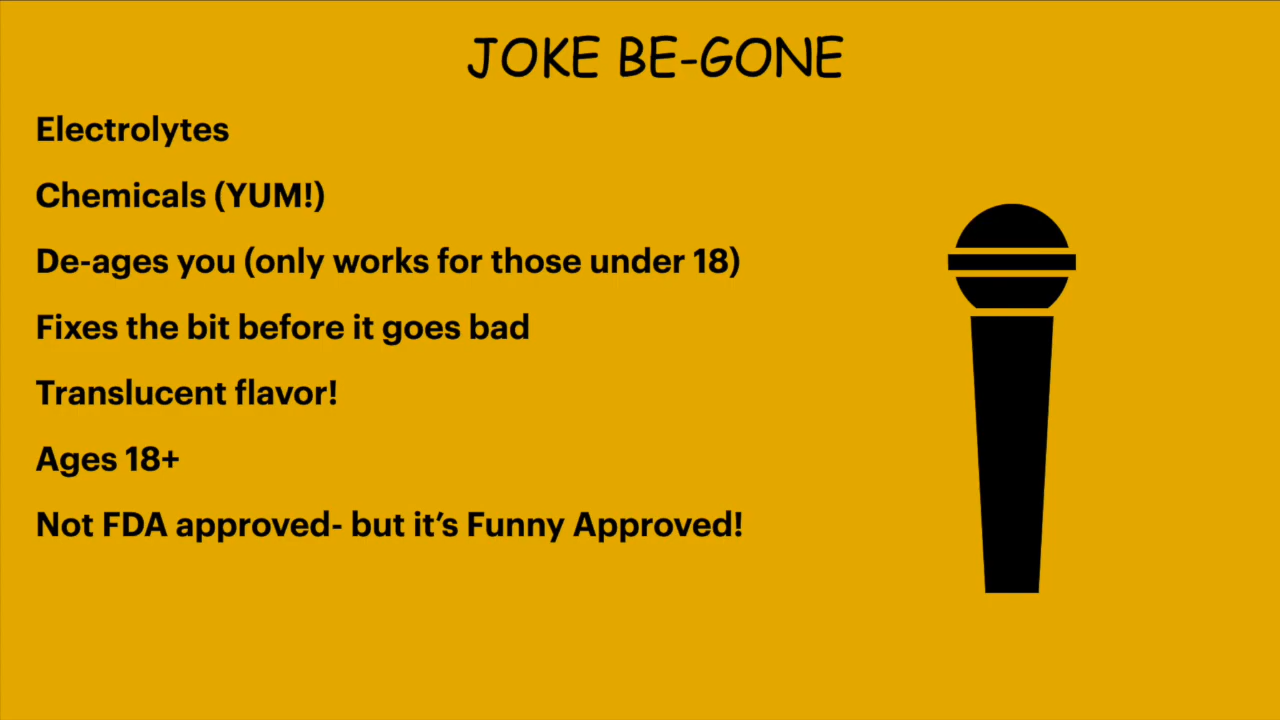 JOKE BE-GONE
Electrolytes
Chemicals (YUM!)
De-ages you (only works for those under 18)
Fixes the bit before it goes bad
Translucent flavor!
Ages 18+
Not FDA approved- but it’s Funny Approved!